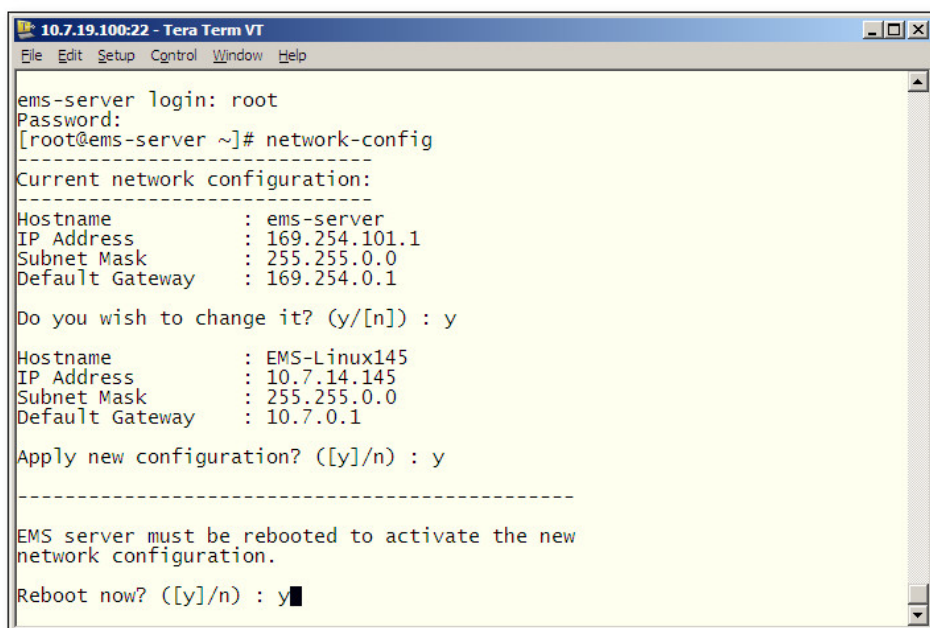 10.7.19.100:22 - Tera Term VT
File Edit Setup Control Window Help
ems-server login: root
Password:
[root@ems-server ~]# network-config
------------------------------
Current network configuration:
------------------------------
Hostname : ems-server
IP Address : 169.254.101.1
Subnet Mask : 255.255.0.0
Default Gateway : 169.254.0.1
Do you wish to change it? (y/[n]) : y
Hostname : EMS-Linux145
IP Address : 10.7.14.145
Subnet Mask : 255.255.0.0
Default Gateway : 10.7.0.1
Apply new configuration? ([y]/n) : y
-----------------------------------------------
EMS server must be rebooted to activate the new
network configuration.
Reboot now? ([y]/n) : y